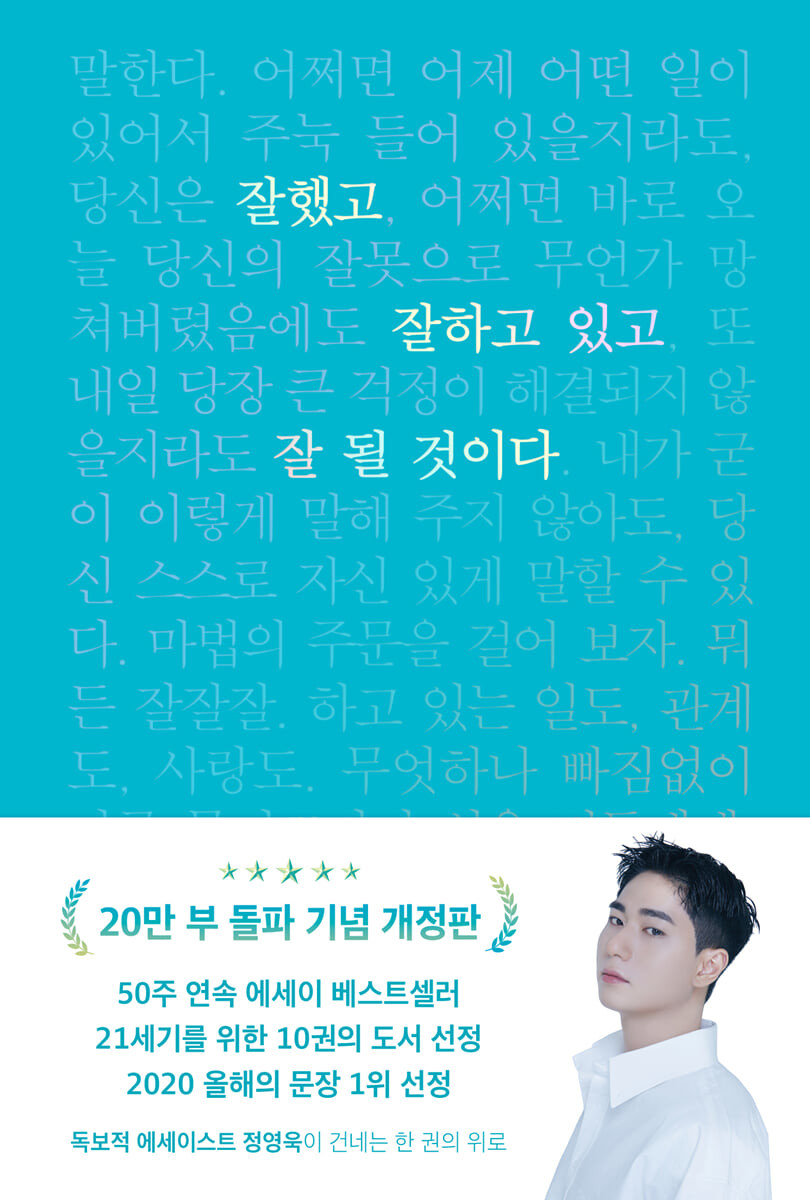 말한다. 어쩌면 어제 어떤 일이
있어서 주눅 들어 있을지라도,
당신은 잘했고, 어쩌면 바로 오
늘 당신의 잘못으로 무언가 망
쳐버렸음에도 잘하고 있고, 또
내일 당장 큰 걱정이 해결되지 않
을지라도 잘 될 것이다. 내가 굳
이 이렇게 말해 주지 않아도, 당
신 스스로 자신 있게 말할 수 있
다. 마법의 주문을 걸어 보자. 뭐
든 잘잘잘. 하고 있는 일도, 관계
도, 사랑도. 무엇하나 빠짐없이
20만 부 돌파 기념 개정판
50주 연속 에세이 베스트셀러
21세기를 위한 10권의 도서 선정
2020 올해의 문장 1위 선정
독보적 에세이스트 정영욱이 건네는 한 권의 위로